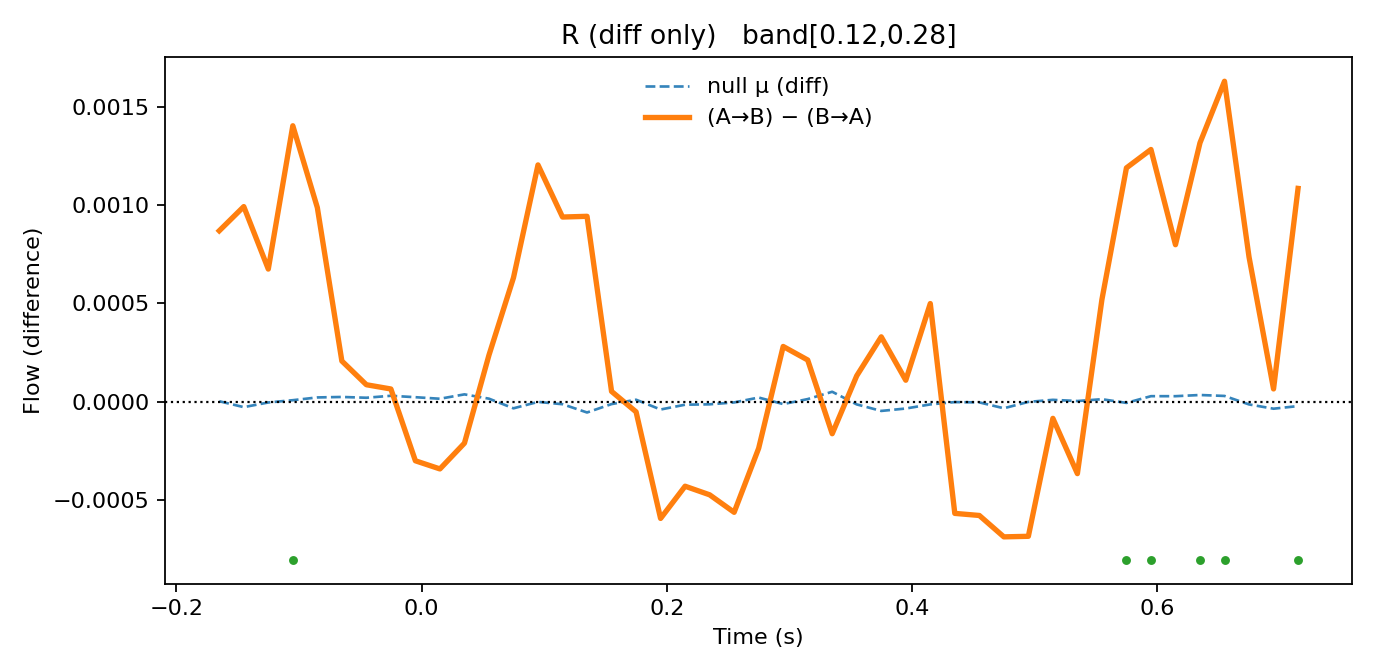 R (diff only)   band[0.12,0.28]
null μ (diff)
(A→B) − (B→A)
0.0015
0.0010
0.0005
0.0000
−0.0005
Flow (difference)
−0.2
0.0
0.2
0.4
0.6
Time (s)